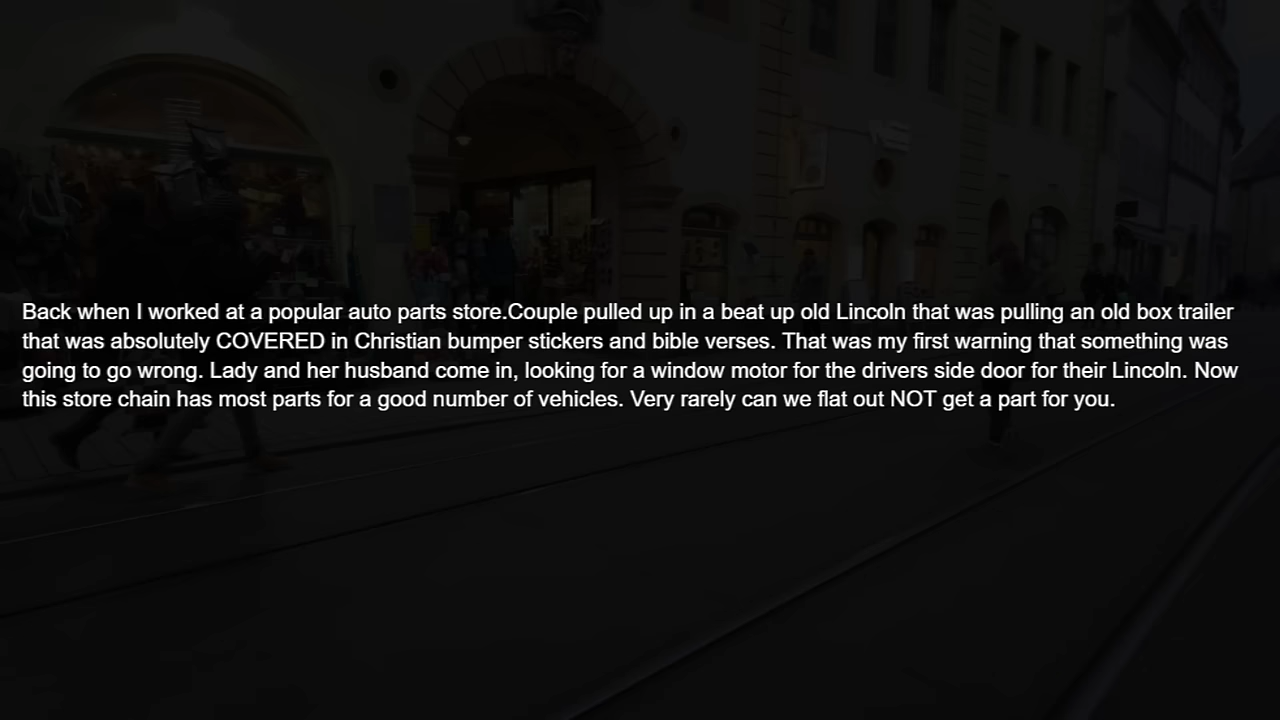 Back when I worked at a popular auto parts store.Couple pulled up in a beat up old Lincoln that was pulling an old box trailer
that was absolutely COVERED in Christian bumper stickers and bible verses. That was my first warning that something was
going to go wrong. Lady and her husband come in, looking for a window motor for the drivers side door for their Lincoln. Now
this store chain has most parts for a good number of vehicles. Very rarely can we flat out NOT get a part for you.